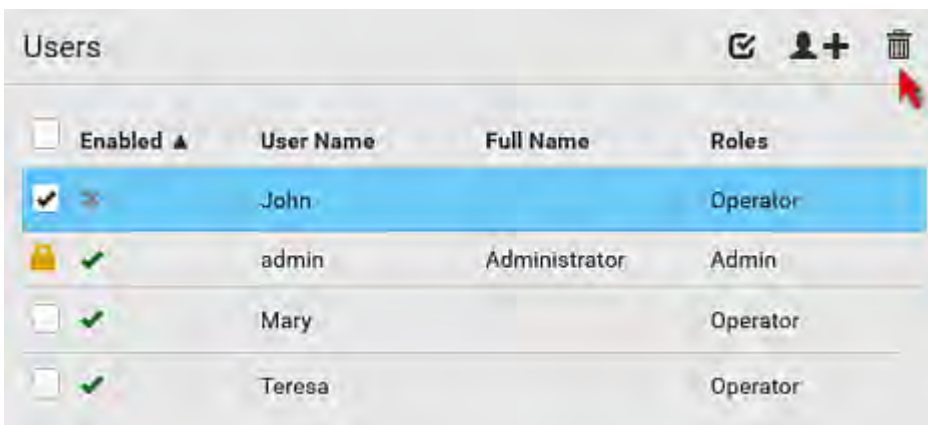 Users
Enabled ▲ User Name Full Name Roles
John Operator
admin Administrator Admin
Mary Operator
Teresa Operator